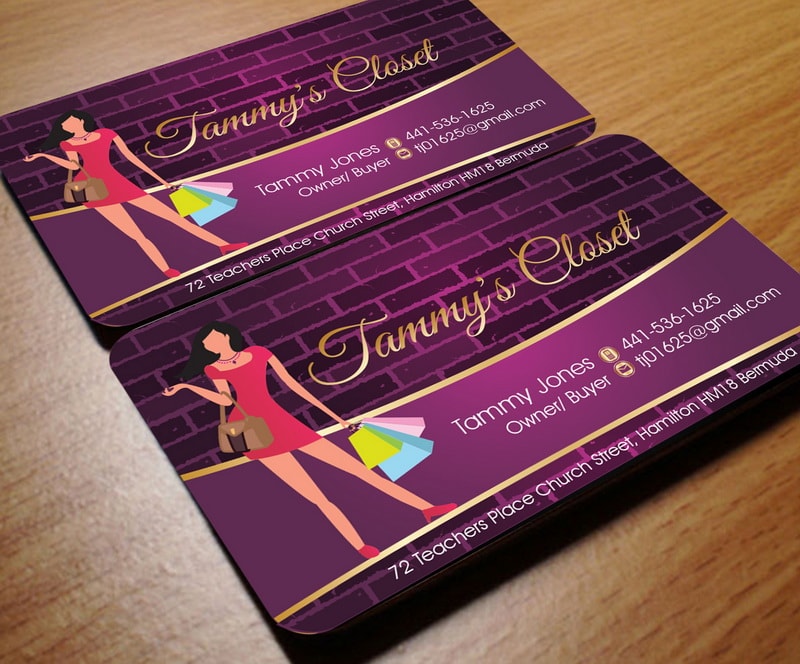 Tammy's Closet
Tammy Jones
Owner/ Buyer
441-536-1625
tj01625@gmail.com
72 Teachers Place Church Street, Hamilton HM18 Bermuda
Tammy's Closet
Tammy Jones
Owner/ Buyer
441-536-1625
tj01625@gmail.com
72 Teachers Place Church Street, Hamilton HM18 Bermuda